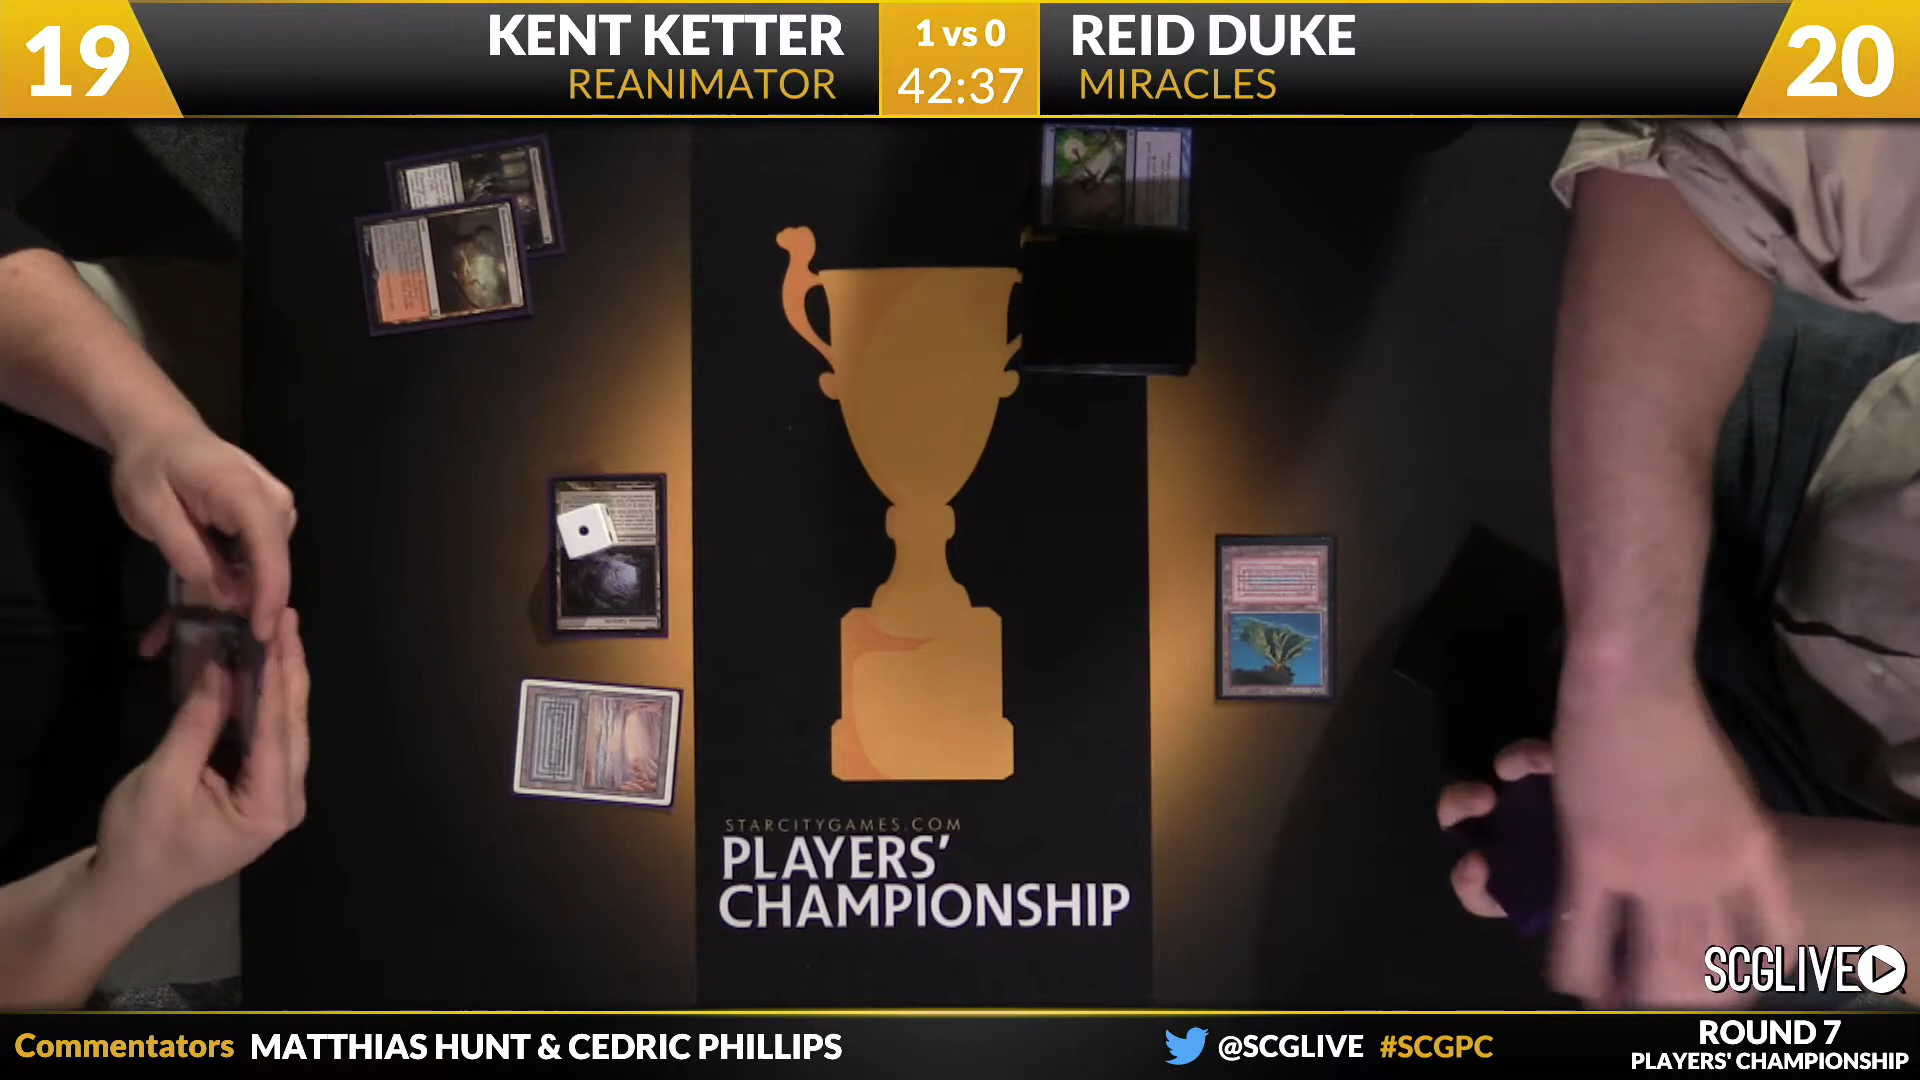 19
KENT KETTER
REANIMATOR
1 vs 0
42:37
REID DUKE
MIRACLES
20
STARCITYGAMES.COM
PLAYERS'
CHAMPIONSHIP
SCGLIVE
Commentators MATTHIAS HUNT & CEDRIC PHILLIPS
@SCGLIVE #SCGPC
ROUND 7
PLAYERS' CHAMPIONSHIP